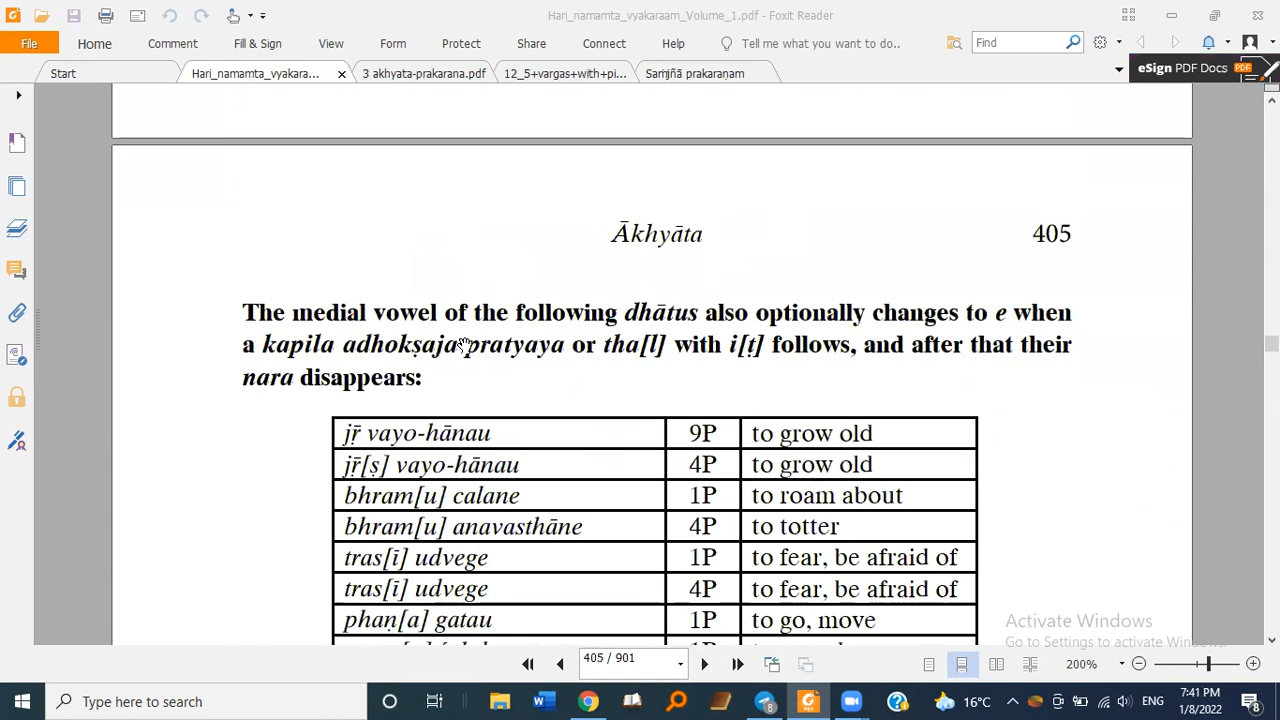 Hari_namamta_vyakaraam_Volume_1.pdf - Foxit Reader
File Home Comment Fill & Sign View Form Protect Share Connect Help Tell me what you want to do.. Find
Start Hari_namamta_vyakara... 3 akhyata-prakarana.pdf 12_5+vargas+with+pi... Saṁjñā prakaraṇam eSign PDF Docs PDF
Ākhyāta 405
The medial vowel of the following dhātus also optionally changes to e when
a kapila adhokṣaja pratyaya or tha[l] with i[ṭ] follows, and after that their
nara disappears:
jṝ vayo-hānau 9P to grow old
jṝ[ṣ] vayo-hānau 4P to grow old
bhram[u] calane 1P to roam about
bhram[u] anavasthāne 4P to totter
tras[ī] udvege 1P to fear, be afraid of
tras[ī] udvege 4P to fear, be afraid of
phaṇ[a] gatau 1P to go, move
Activate Windows
Go to Settings to activate Windows.
405 / 901 200%
Type here to search 8 16°C ENG 7:41 PM
1/8/2022 8